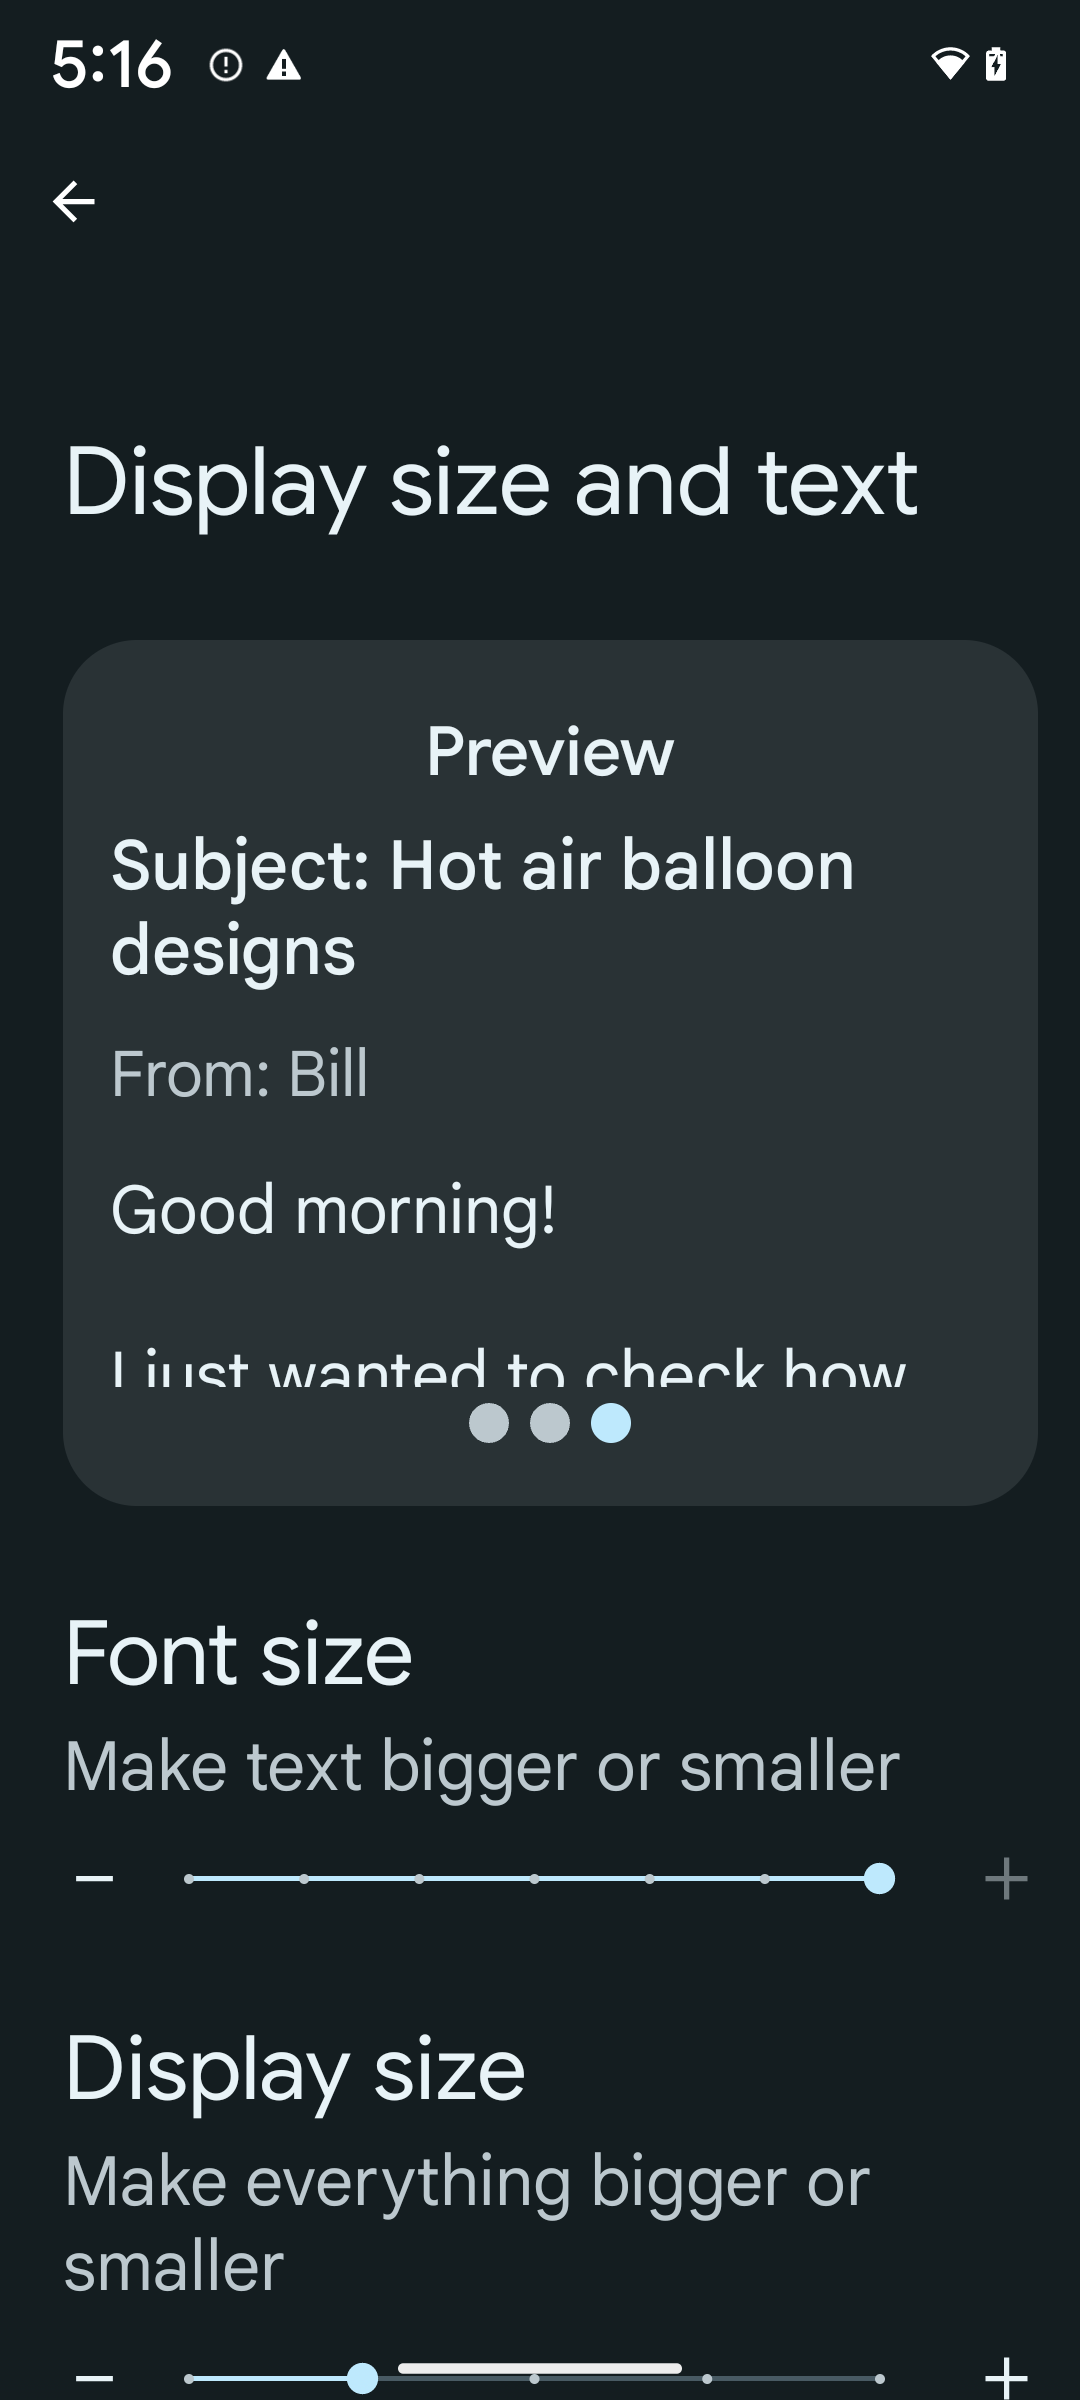 5:16
Display size and text
Preview
Subject: Hot air balloon
designs
From: Bill
Good morning!
I just wanted to check how
Font size
Make text bigger or smaller
Display size
Make everything bigger or
smaller